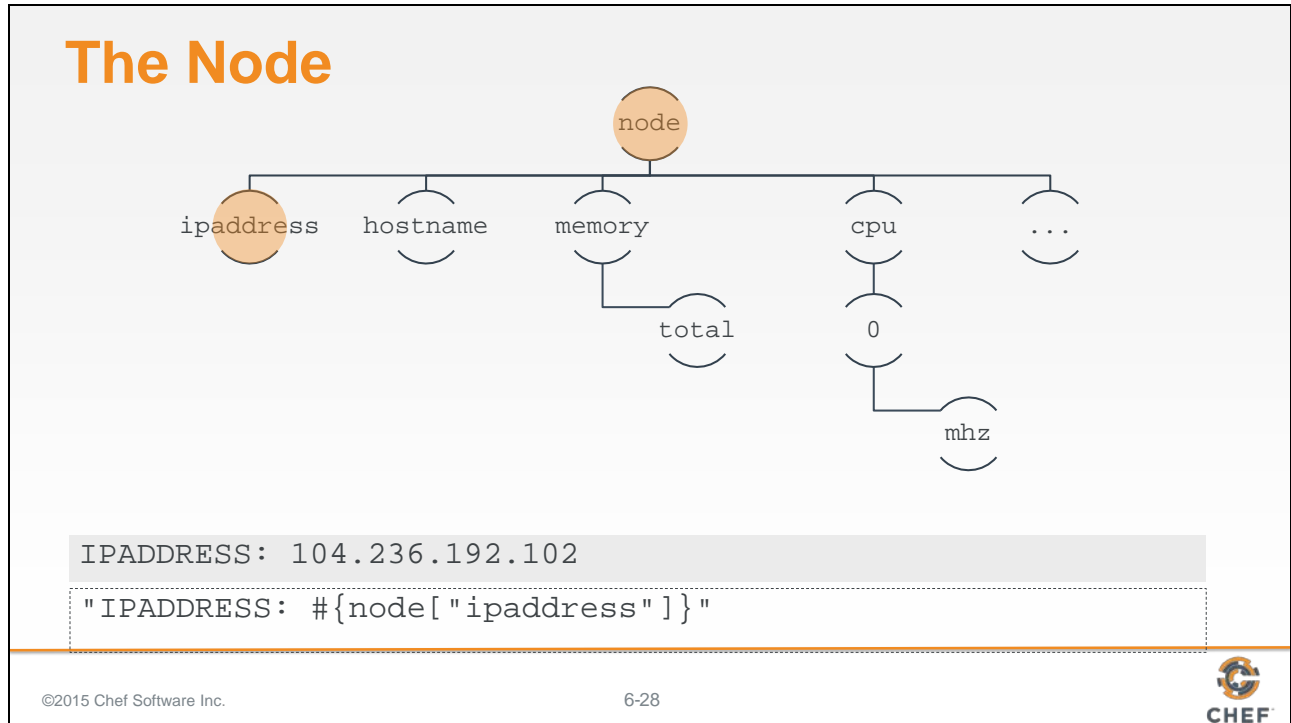 The Node
node
ipaddress hostname memory cpu ...
total 0
mhz
IPADDRESS: 104.236.192.102
"IPADDRESS: #{node["ipaddress"]}"
©2015 Chef Software Inc. 6-28
CHEF